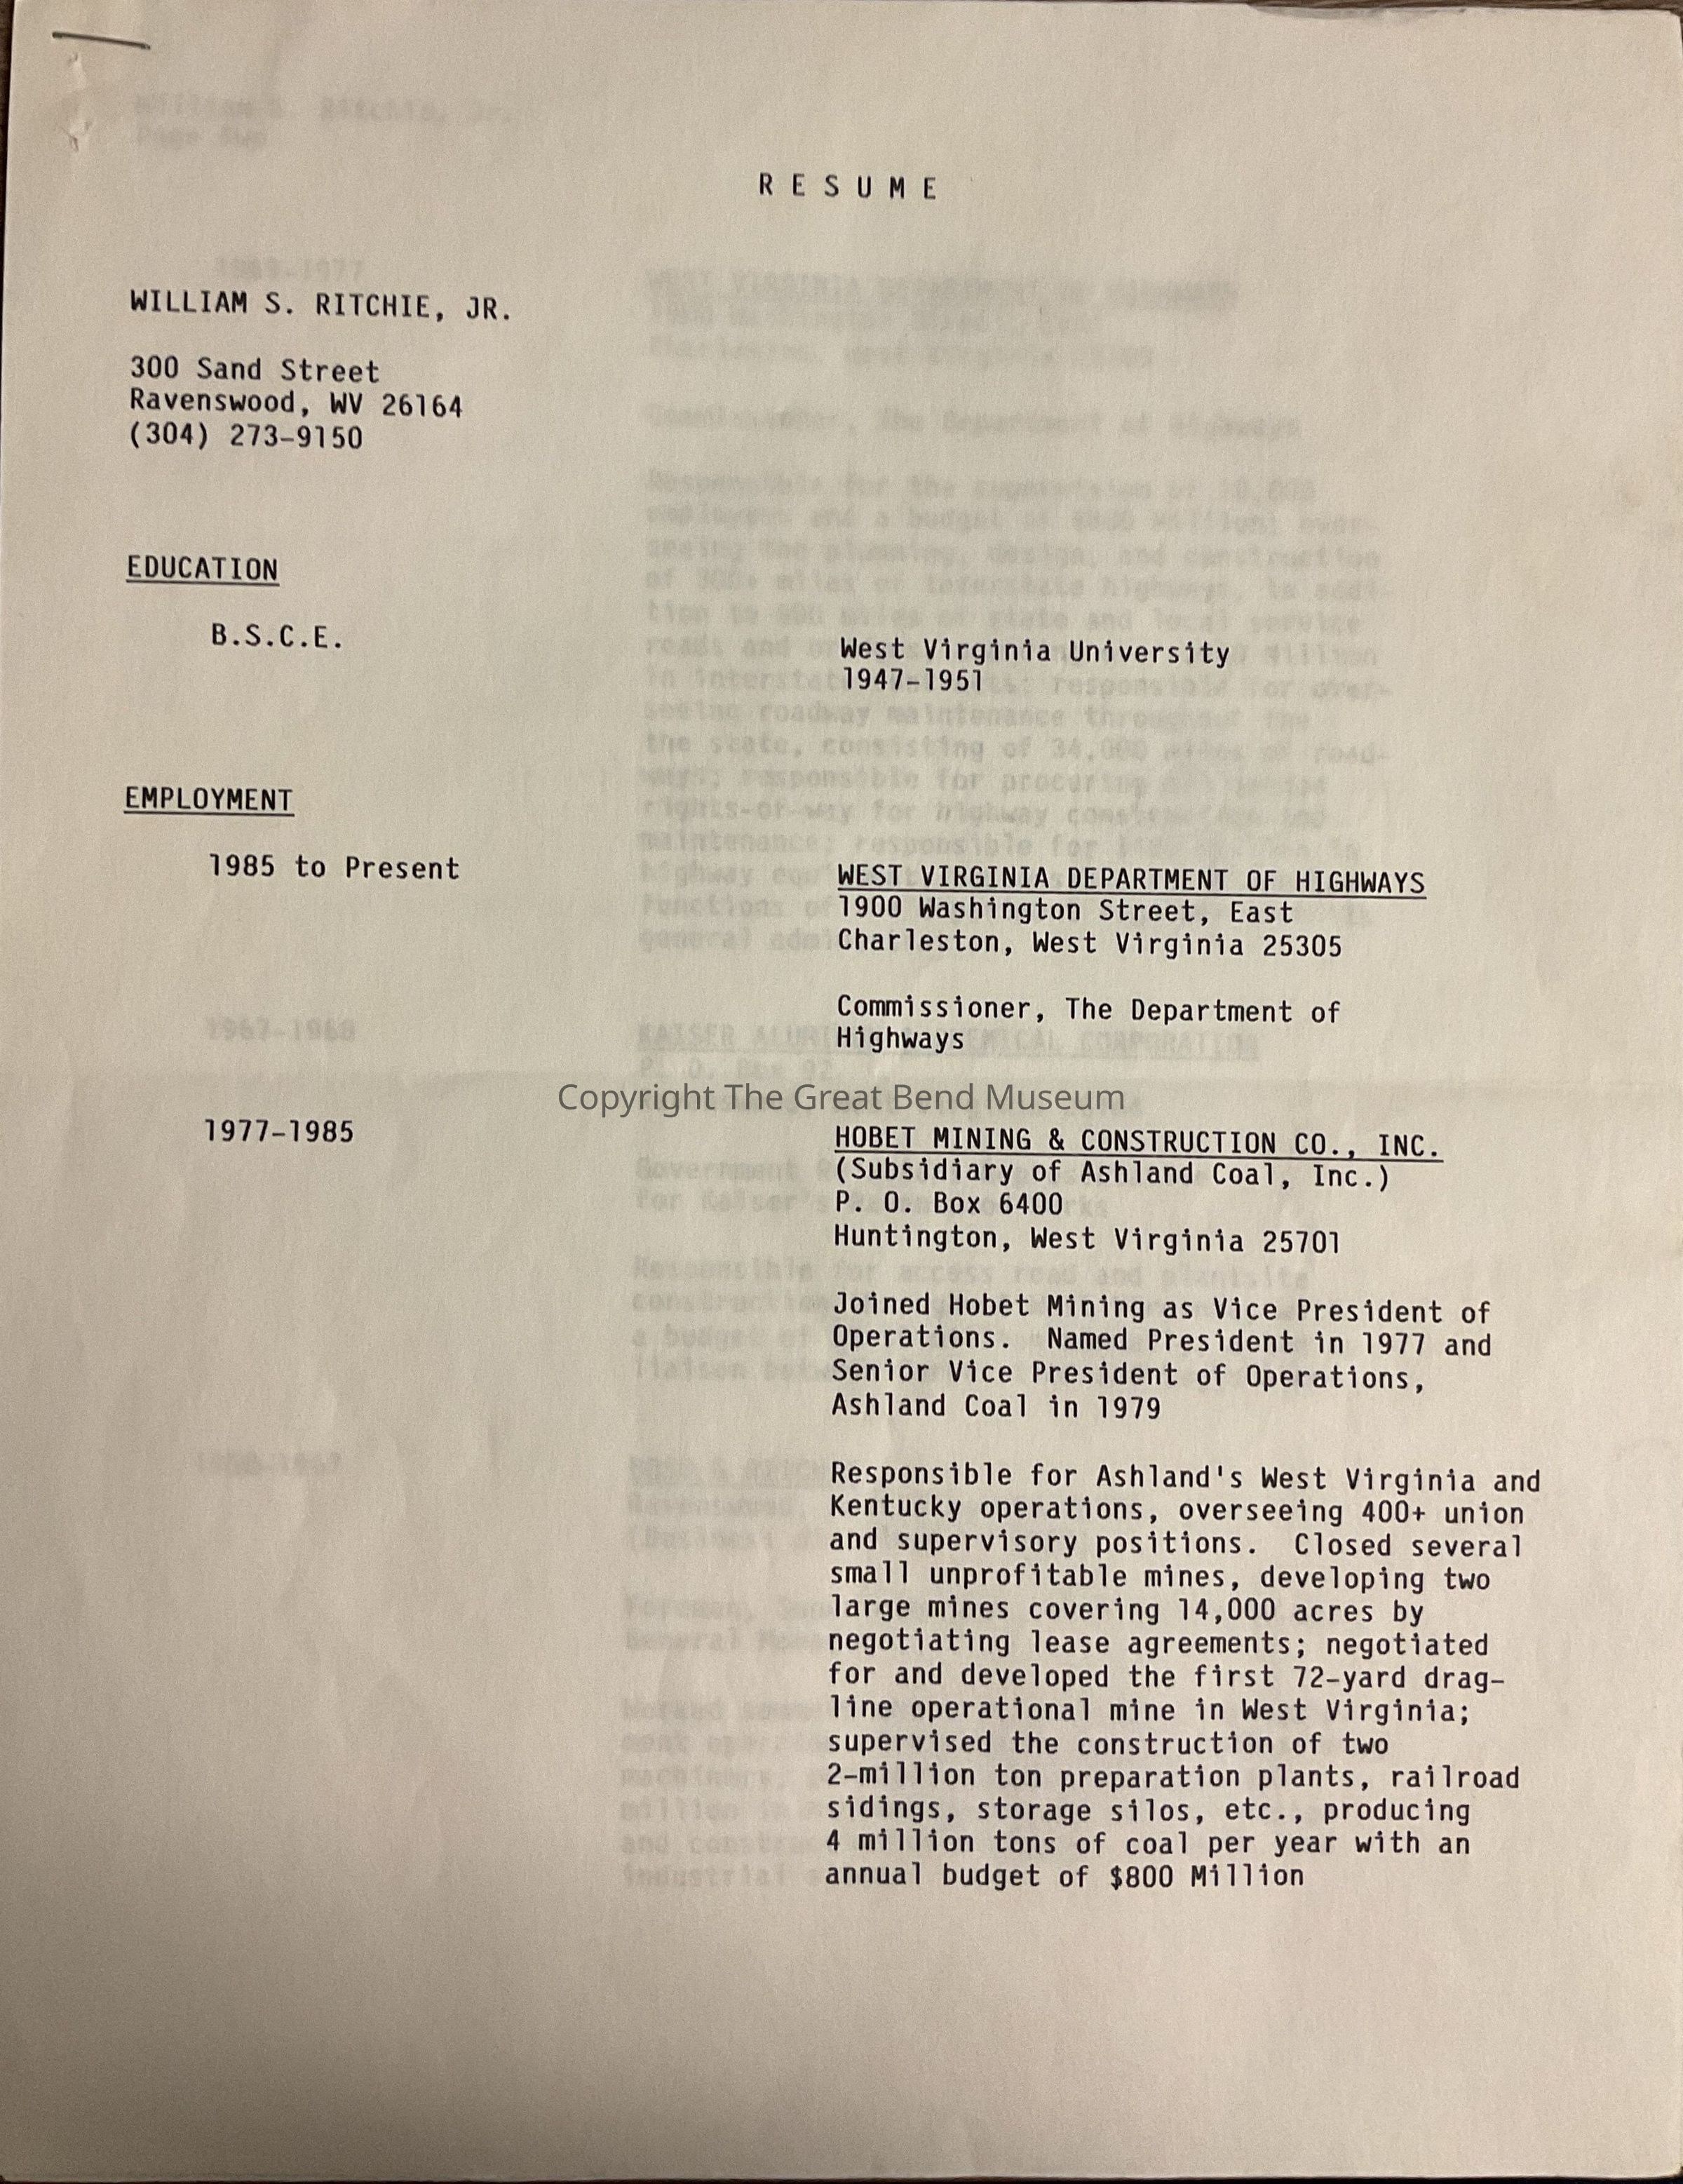 RESUME
WILLIAM S. RITCHIE, JR.
300 Sand Street
Ravenswood, WV 26164
(304) 273-9150
EDUCATION
B.S.C.E.
West Virginia University
1947-1951
EMPLOYMENT
1985 to Present
WEST VIRGINIA DEPARTMENT OF HIGHWAYS
1900 Washington Street, East
Charleston, West Virginia 25305
Commissioner, The Department of
Highways
Copyright The Great Bend Museum
1977-1985
HOBET MINING & CONSTRUCTION CO., INC.
(Subsidiary of Ashland Coal, Inc.)
P. O. Box 6400
Huntington, West Virginia 25701
Joined Hobet Mining as Vice President of
Operations. Named President in 1977 and
Senior Vice President of Operations,
Ashland Coal in 1979
Responsible for Ashland's West Virginia and
Kentucky operations, overseeing 400+ union
and supervisory positions. Closed several
small unprofitable mines, developing two
large mines covering 14,000 acres by
negotiating lease agreements; negotiated
for and developed the first 72-yard drag-
line operational mine in West Virginia;
supervised the construction of two
2-million ton preparation plants, railroad
sidings, storage silos, etc., producing
4 million tons of coal per year with an
annual budget of $800 Million